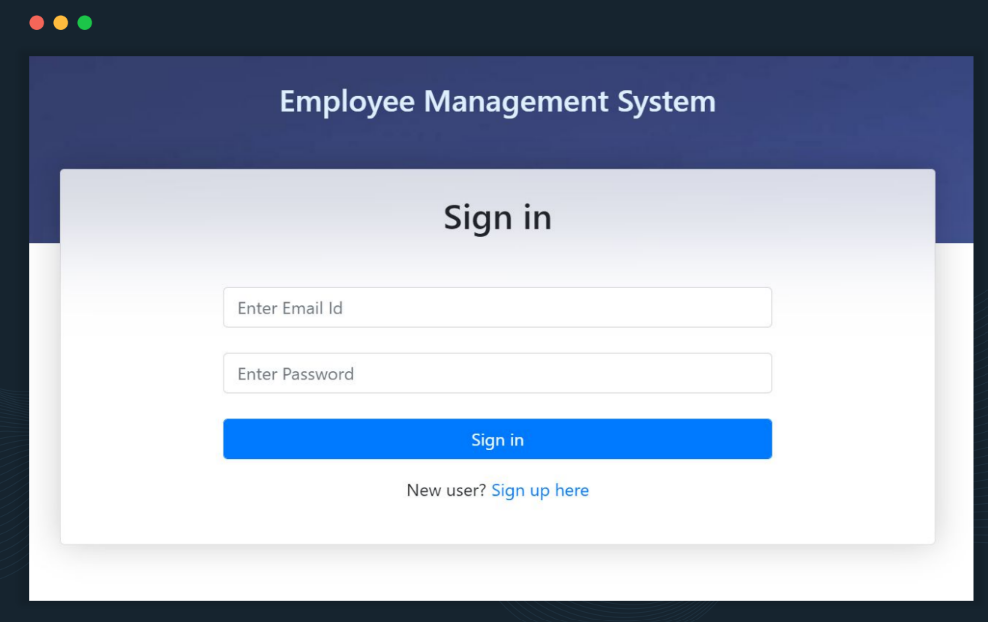 Employee Management System
Sign in
Enter Email Id
Enter Password
Sign in
New user? Sign up here